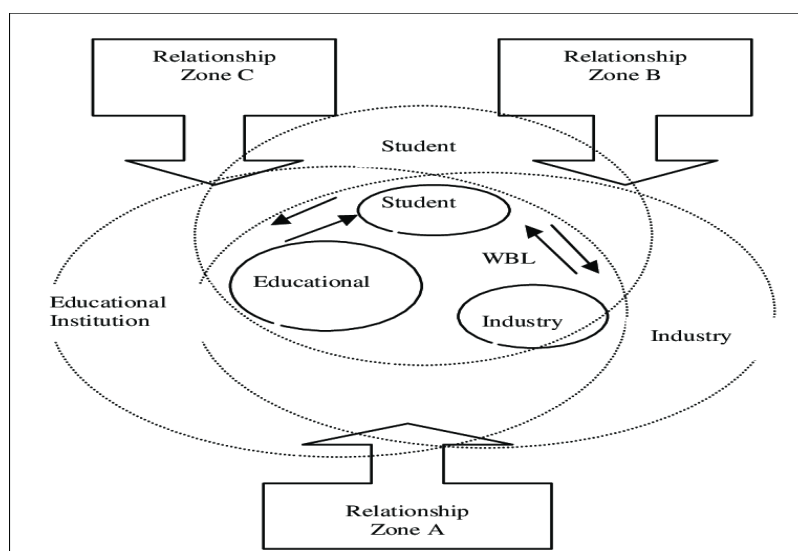 Relationship
Zone C
Relationship
Zone B
Student
Student
WBL
Educational
Educational
Institution
Industry
Industry
Relationship
Zone A